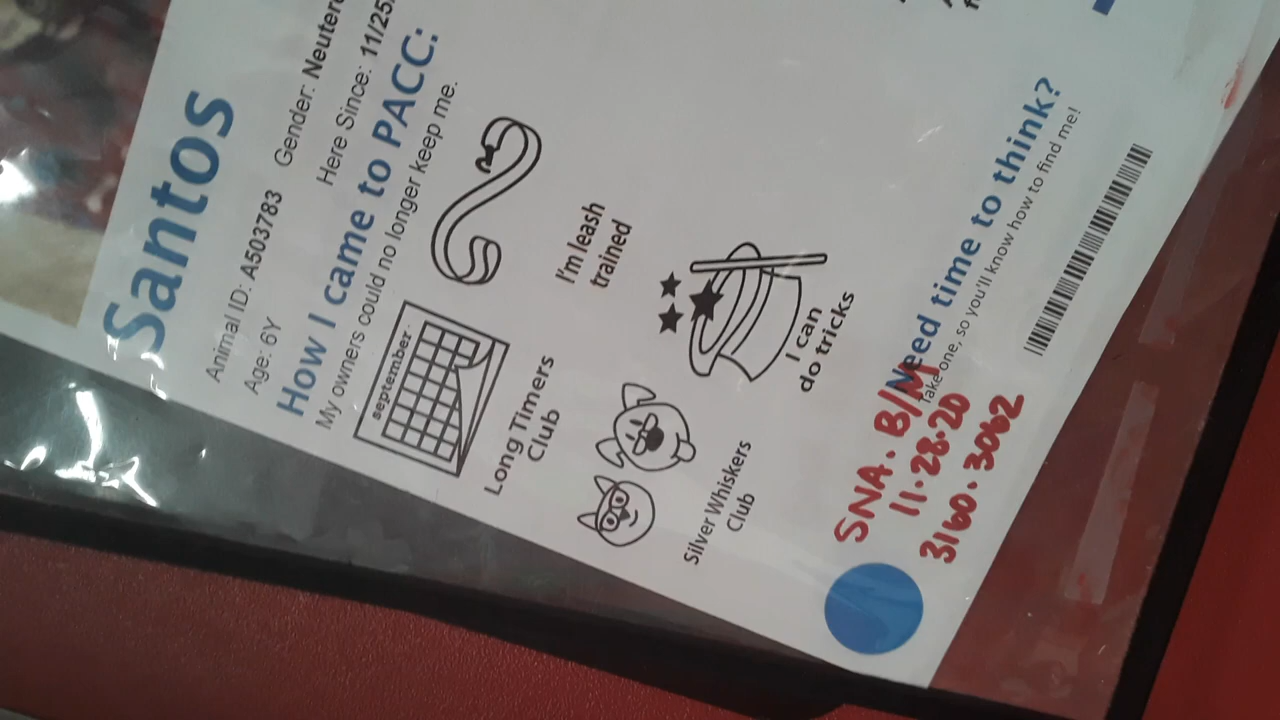 Santos
Animal ID: A503783
Age: 6Y
Gender: Neutere
Here Since: 11/25
How I came to PACC:
My owners could no longer keep me.
september
Long Timers
Club
I'm leash
trained
Silver Whiskers
Club
I can
do tricks
Need time to think?
Take one, so you'll know how to find me!
SNA. B/M
11.28.20
3160.3062